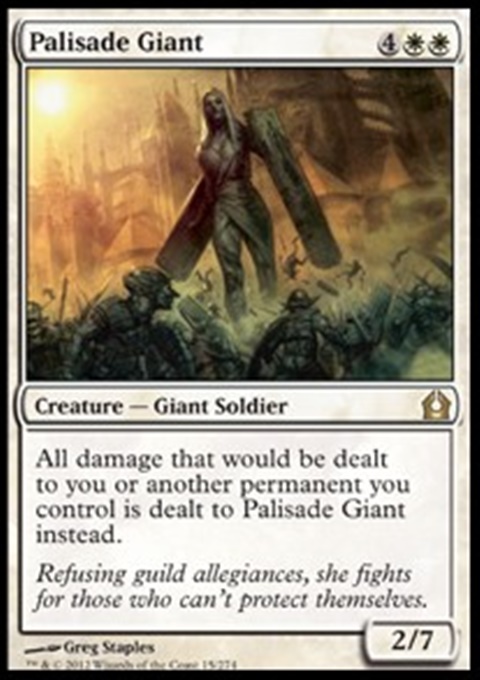 Palisade Giant 4
Creature — Giant Soldier
All damage that would be dealt
to you or another permanent you
control is dealt to Palisade Giant
instead.
Refusing guild allegiances, she fights
for those who can't protect themselves.
Greg Staples
2/7
™ & © 2012 Wizards of the Coast 15/274